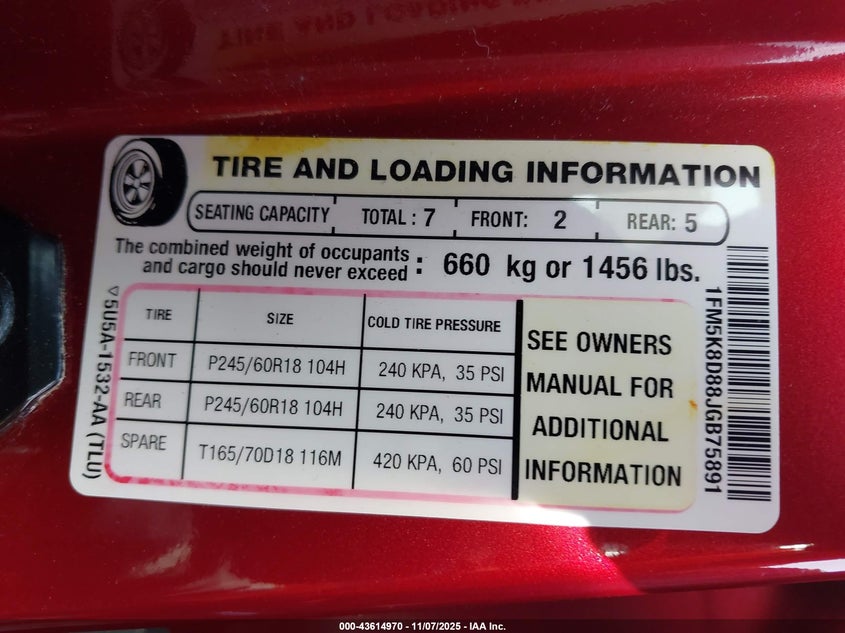 TIRE AND LOADING INFORMATION
SEATING CAPACITY TOTAL : 7 FRONT: 2 REAR: 5
The combined weight of occupants
and cargo should never exceed : 660 kg or 1456 lbs.
TIRE SIZE COLD TIRE PRESSURE
FRONT P245/60R18 104H 240 KPA, 35 PSI
REAR P245/60R18 104H 240 KPA, 35 PSI
SPARE T165/70D18 116M 420 KPA, 60 PSI
SEE OWNERS
MANUAL FOR
ADDITIONAL
INFORMATION
5U5A-1532-AA (TLU)
1FM5K8D88JGB75891
000-43614970 - 11/07/2025 - IAA Inc.